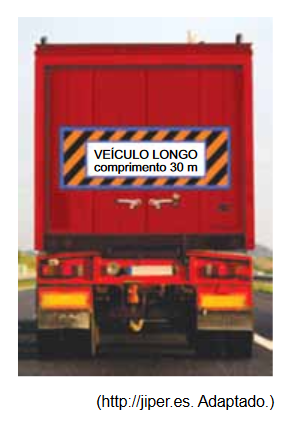 VEÍCULO LONGO
comprimento 30 m
(http://jiper.es. Adaptado.)